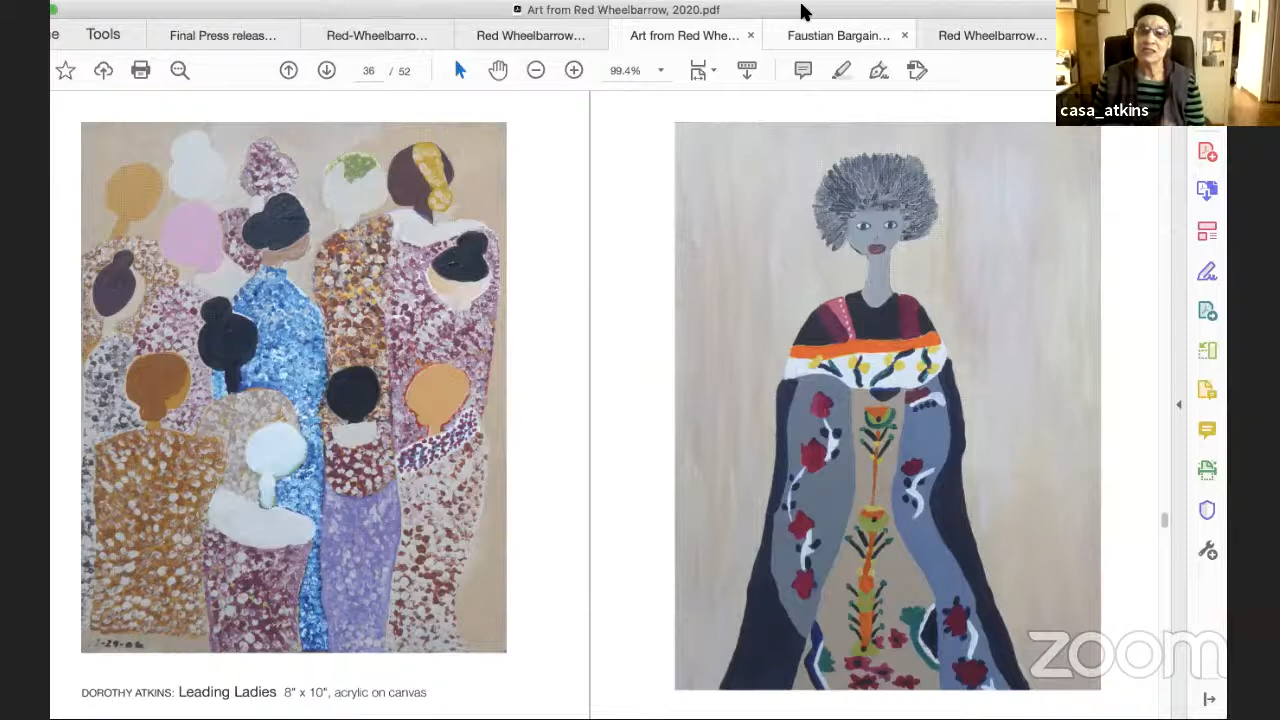 Art from Red Wheelbarrow, 2020.pdf
e Tools Final Press releas... Red-Wheelbarro... Red Wheelbarrow... Art from Red Whe... × Faustian Bargain... × Red Wheelbarrow...
36 / 52 99.4%
casa_atkins
DOROTHY ATKINS: Leading Ladies 8" x 10", acrylic on canvas
zoom